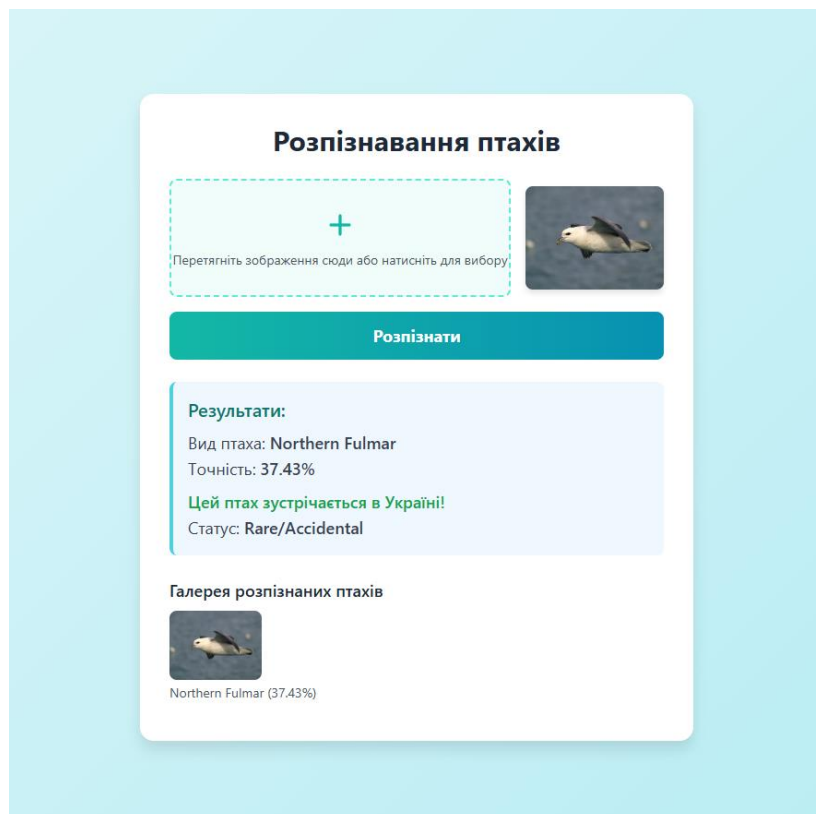 Розпізнавання птахів
Перетягніть зображення сюди або натисніть для вибору
Розпізнати
Результати:
Вид птаха: Northern Fulmar
Точність: 37.43%
Цей птах зустрічається в Україні!
Статус: Rare/Accidental
Галерея розпізнаних птахів
Northern Fulmar (37.43%)